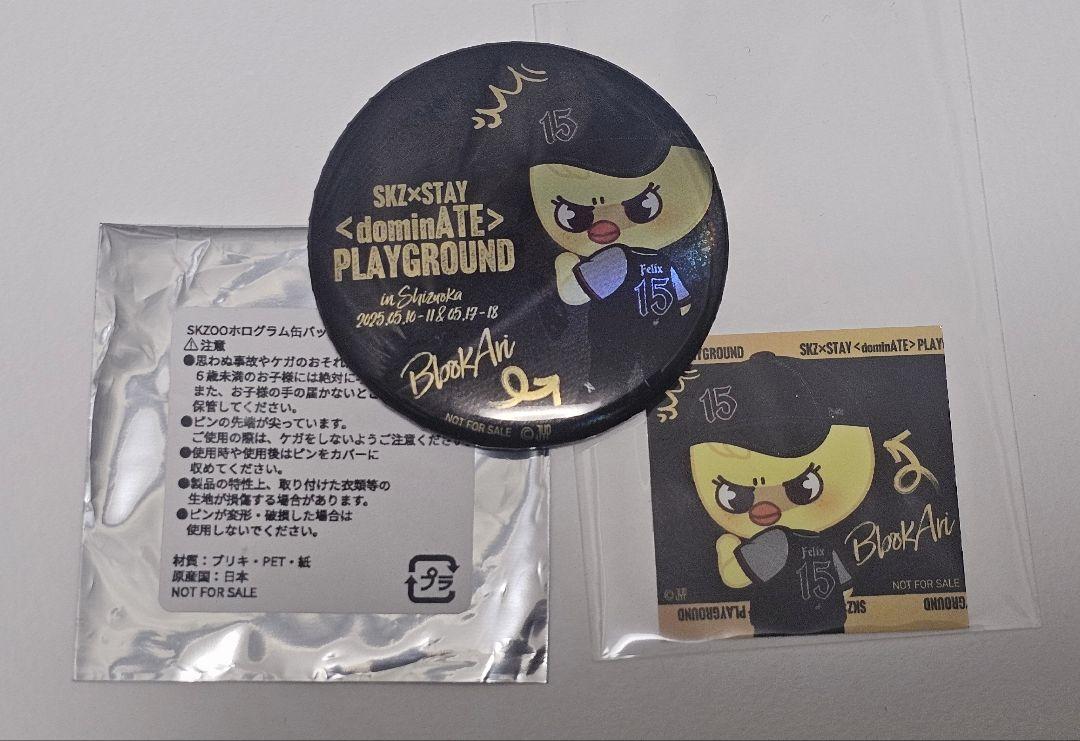 15
SKZ×STAY
<dominATE>
PLAYGROUND
in Shizuoka
2025.05.10-11&05.17-18
BbokAri
NOT FOR SALE ©
Felix
15
SKZOOホログラム缶バッ
⚠注意
●思わぬ事故やケガのおそれ
６歳未満のお子様には絶対に
また、お子様の手の届かないと
保管してください。
●ピンの先端が尖っています。
ご使用の際は、ケガをしないようご注意くださ
●使用時や使用後はピンをカバーに
収めてください。
●製品の特性上、取り付けた衣類等の
生地が損傷する場合があります。
●ピンが変形・破損した場合は
使用しないでください。
材質：ブリキ・PET・紙
原産国：日本
NOT FOR SALE
プラ
YGROUND
SKZ×STAY <dominATE> PLAY
15
Felix
15
BbokAri
NOT FOR SALE
©
PLAYGROUND
SKZ×
GROUND